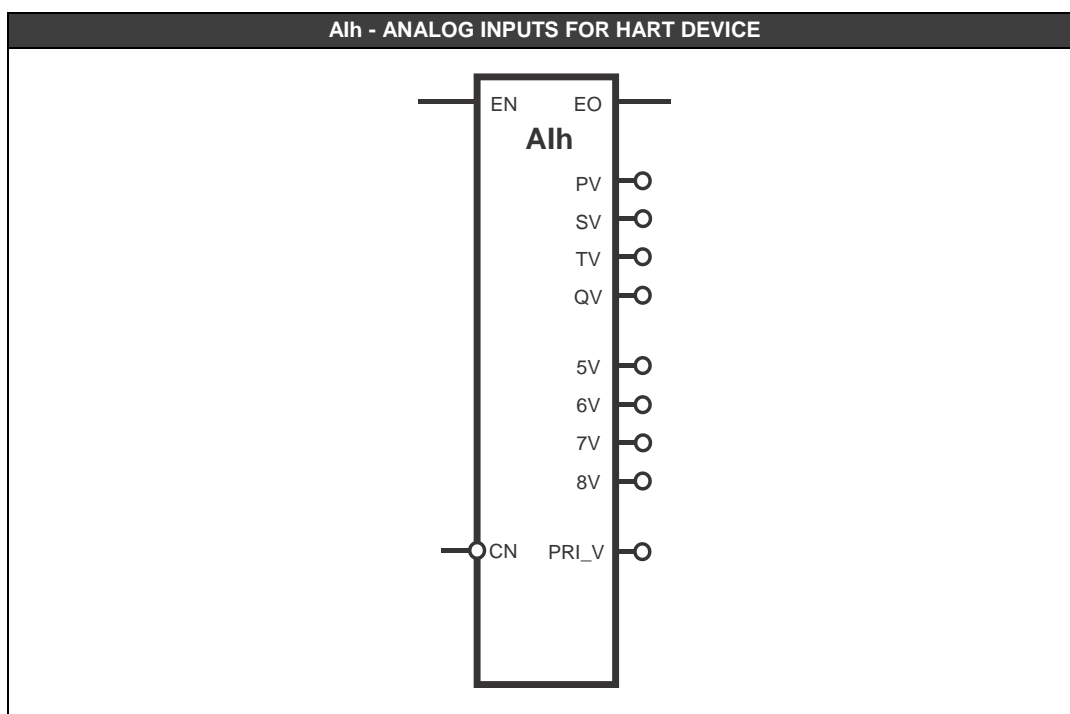 AIh - ANALOG INPUTS FOR HART DEVICE
EN EO
AIh
PV
SV
TV
QV
5V
6V
7V
8V
CN PRI_V